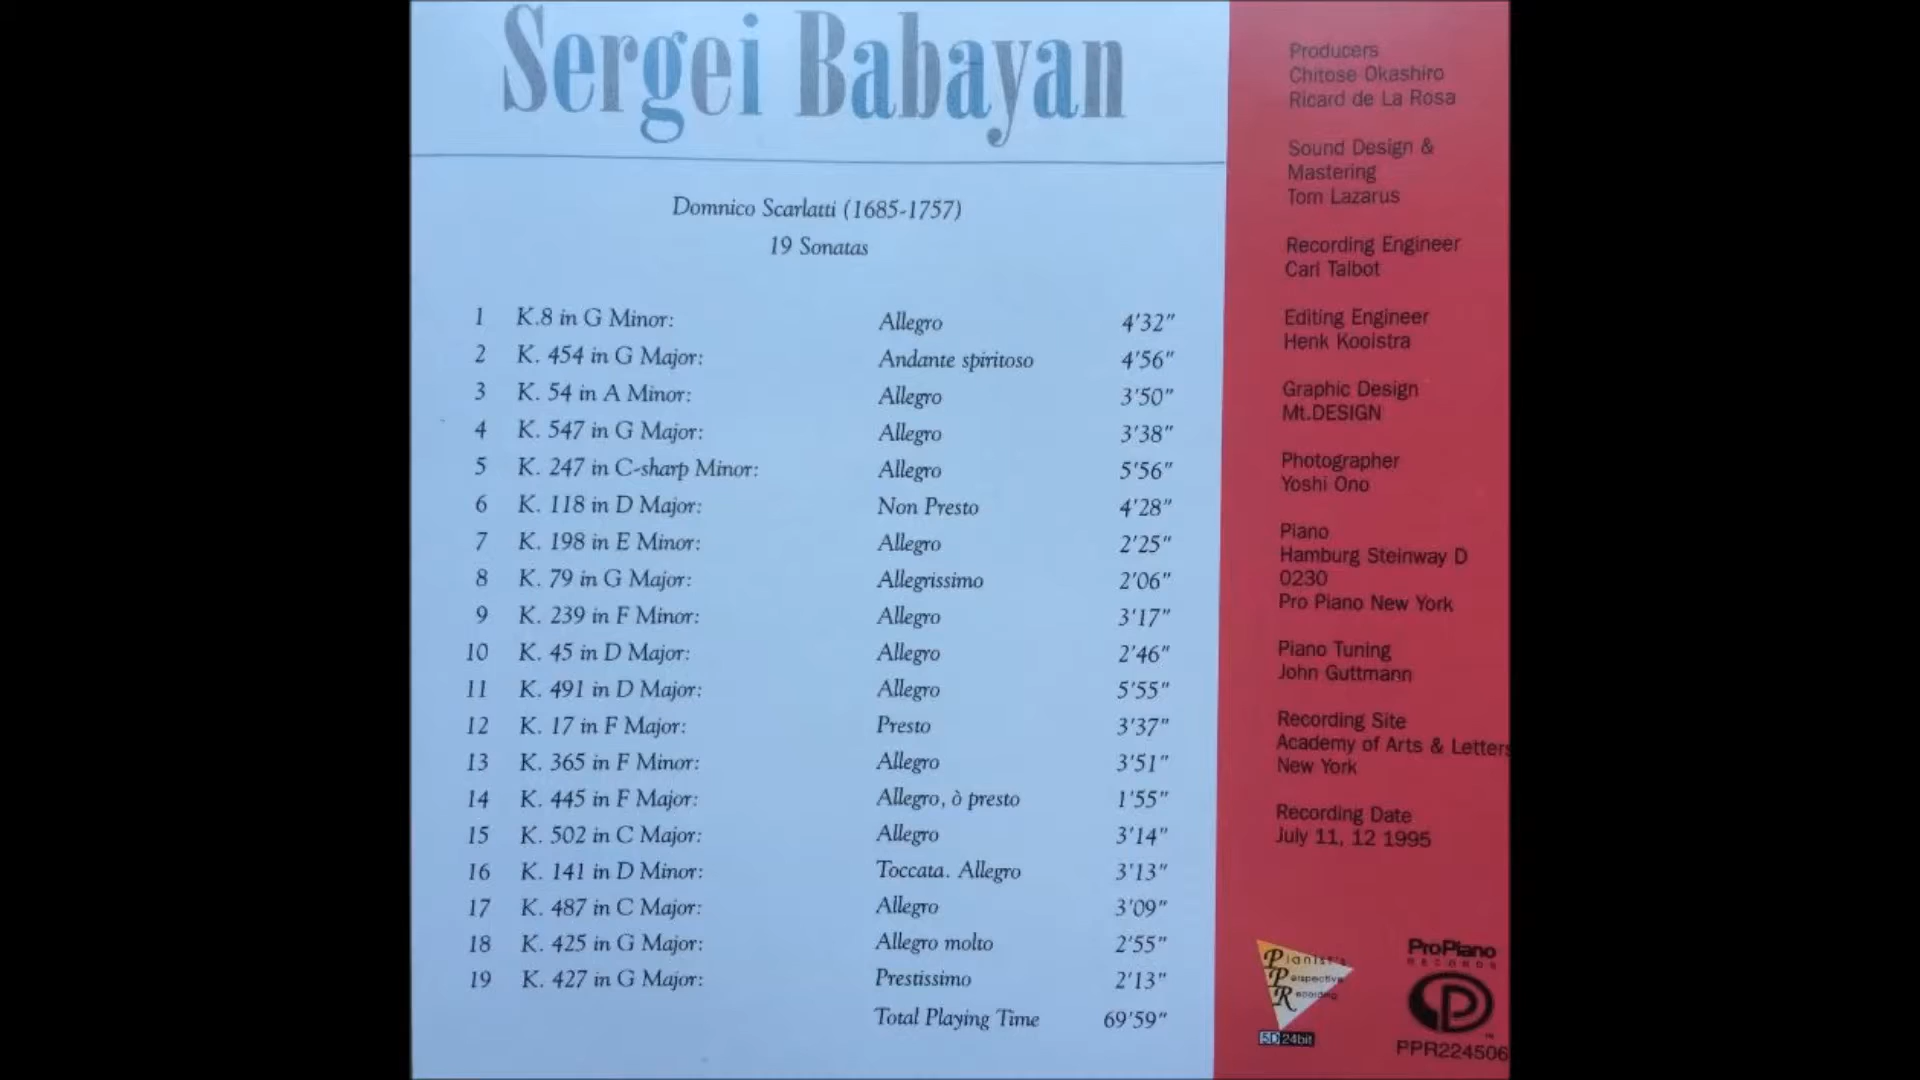 Sergei Babayan
Domnico Scarlatti (1685-1757)
19 Sonatas
1 K.8 in G Minor: Allegro 4'32"
2 K. 454 in G Major: Andante spiritoso 4'56"
3 K. 54 in A Minor: Allegro 3'50"
4 K. 547 in G Major: Allegro 3'38"
5 K. 247 in C-sharp Minor: Allegro 5'56"
6 K. 118 in D Major: Non Presto 4'28"
7 K. 198 in E Minor: Allegro 2'25"
8 K. 79 in G Major: Allegrissimo 2'06"
9 K. 239 in F Minor: Allegro 3'17"
10 K. 45 in D Major: Allegro 2'46"
11 K. 491 in D Major: Allegro 5'55"
12 K. 17 in F Major: Presto 3'37"
13 K. 365 in F Minor: Allegro 3'51"
14 K. 445 in F Major: Allegro, ò presto 1'55"
15 K. 502 in C Major: Allegro 3'14"
16 K. 141 in D Minor: Toccata. Allegro 3'13"
17 K. 487 in C Major: Allegro 3'09"
18 K. 425 in G Major: Allegro molto 2'55"
19 K. 427 in G Major: Prestissimo 2'13"
Total Playing Time 69'59"
Producers
Chitose Okashiro
Ricard de La Rosa
Sound Design &
Mastering
Tom Lazarus
Recording Engineer
Carl Talbot
Editing Engineer
Henk Kooistra
Graphic Design
Mt.DESIGN
Photographer
Yoshi Ono
Piano
Hamburg Steinway D
0230
Pro Piano New York
Piano Tuning
John Guttmann
Recording Site
Academy of Arts & Letters
New York
Recording Date
July 11, 12 1995
Pianist's
Perspective
Recording
5D 24bit
ProPiano
RECORDS
PPR224506